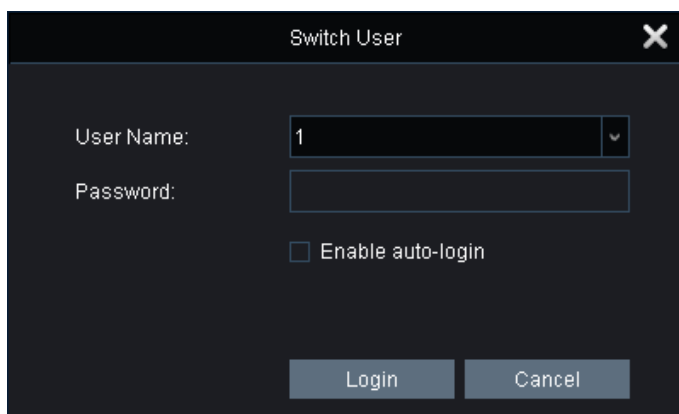 Switch User
User Name: 1
Password:
Enable auto-login
Login Cancel